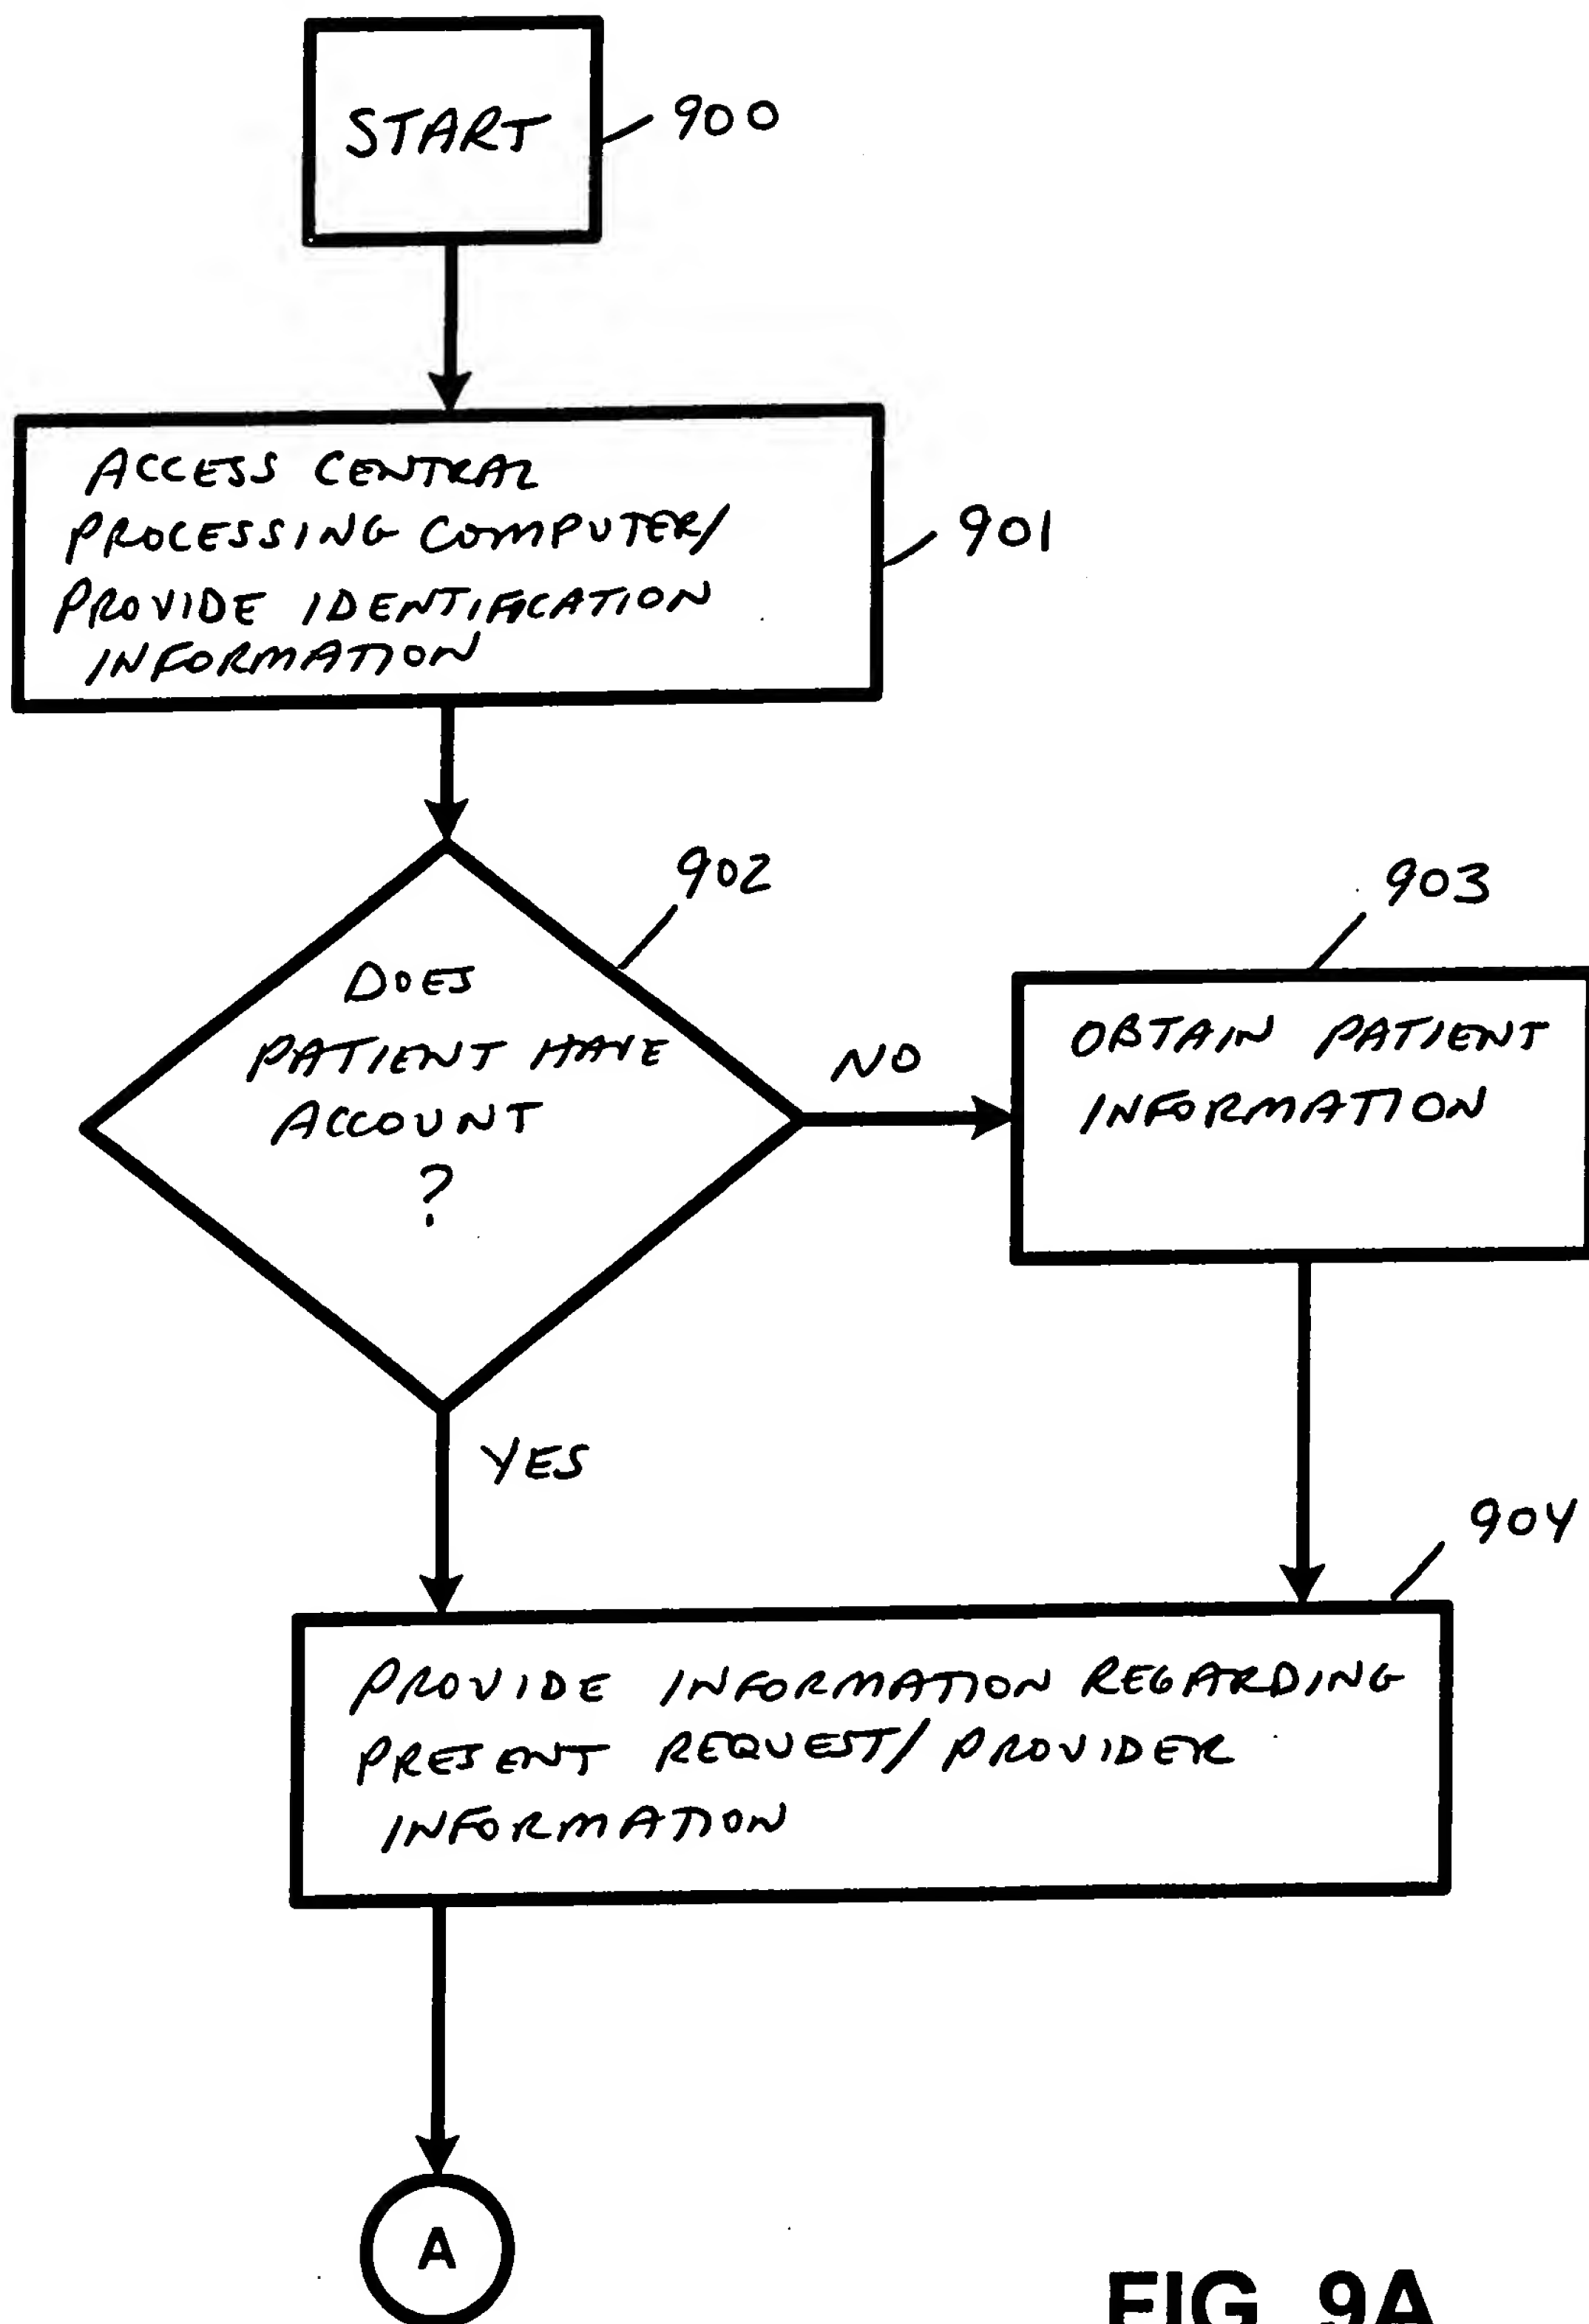 START
900
ACCESS CENTRAL
PROCESSING COMPUTER/
PROVIDE IDENTIFICATION
INFORMATION
901
902
DOES
PATIENT HAVE
ACCOUNT
?
NO
903
OBTAIN PATIENT
INFORMATION
YES
904
PROVIDE INFORMATION REGARDING
PRESENT REQUEST/PROVIDER
INFORMATION
A
FIG. 9A